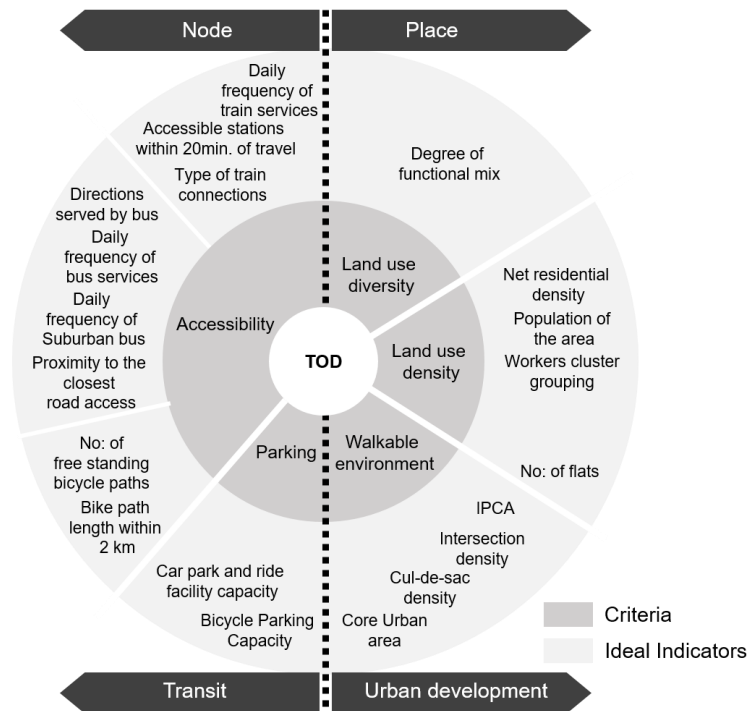 Node
Place
Daily
frequency of
train services
Accessible stations
within 20min. of travel
Type of train
connections
Degree of
functional mix
Directions
served by bus
Daily
frequency of
bus services
Daily
frequency of
Suburban bus
Proximity to the
closest
road access
No: of
free standing
bicycle paths
Bike path
length within
2 km
Car park and ride
facility capacity
Bicycle Parking
Capacity
Accessibility
Parking
TOD
Land use
diversity
Land use
density
Walkable
environment
Net residential
density
Population of
the area
Workers cluster
grouping
No: of flats
IPCA
Intersection
density
Cul-de-sac
density
Core Urban
area
Criteria
Ideal Indicators
Transit
Urban development